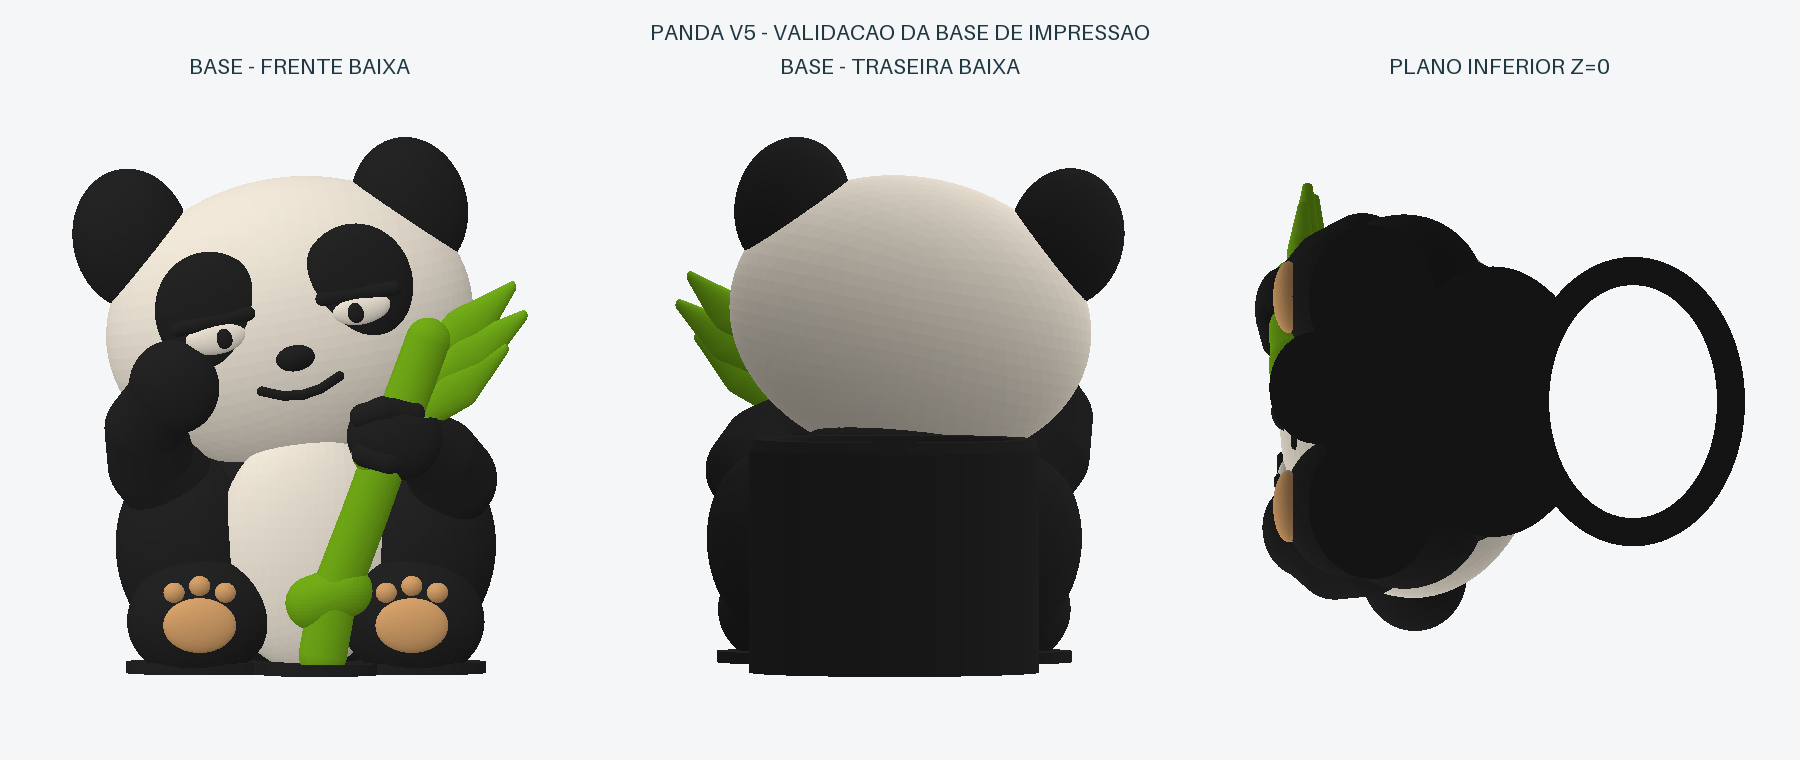 PANDA V5 - VALIDACAO DA BASE DE IMPRESSAO
BASE - FRENTE BAIXA
BASE - TRASEIRA BAIXA
PLANO INFERIOR Z=0